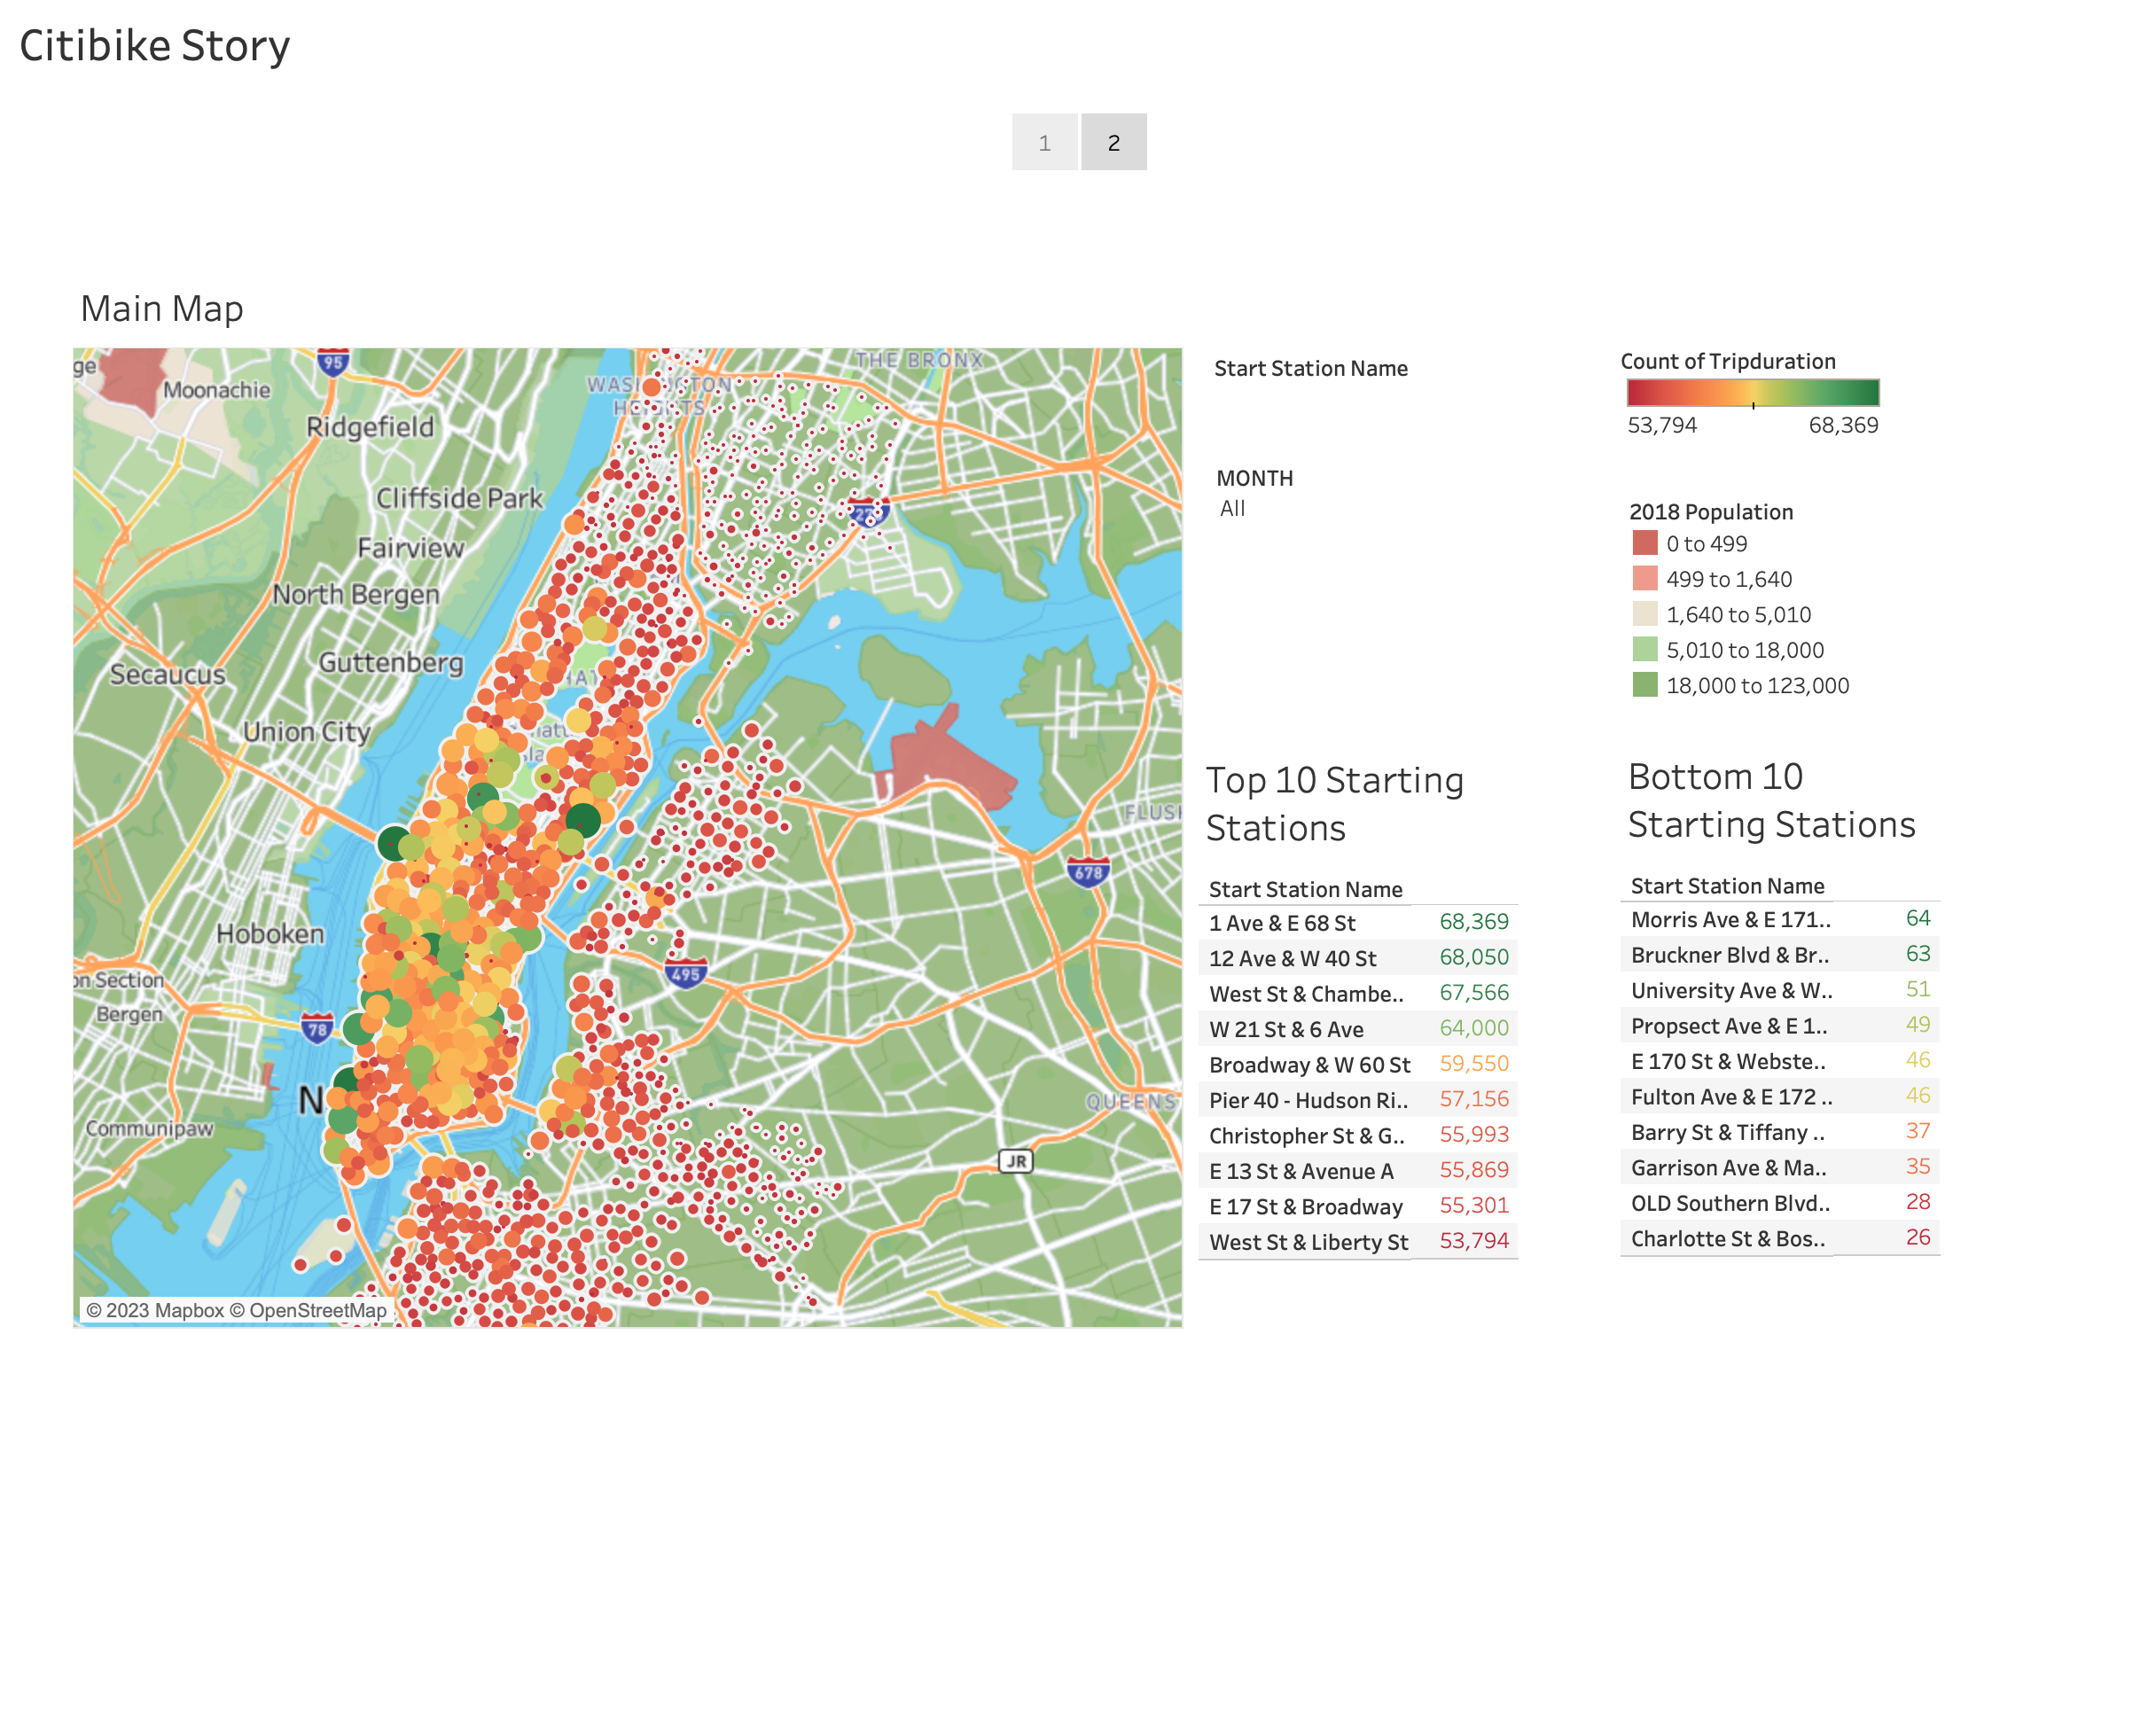 Citibike Story
1
2
Main Map
ge
Moonachie
95
Ridgefield
Cliffside Park
Fairview
North Bergen
Guttenberg
Secaucus
Union City
Hoboken
on Section
Bergen
78
N
Communipaw
THE BRONX
FLUSH
678
495
QUEENS
JR
© 2023 Mapbox © OpenStreetMap
Start Station Name
MONTH
All
Count of Tripduration
53,794 68,369
2018 Population
0 to 499
499 to 1,640
1,640 to 5,010
5,010 to 18,000
18,000 to 123,000
Top 10 Starting
Stations
Start Station Name
1 Ave & E 68 St 68,369
12 Ave & W 40 St 68,050
West St & Chambe.. 67,566
W 21 St & 6 Ave 64,000
Broadway & W 60 St 59,550
Pier 40 - Hudson Ri.. 57,156
Christopher St & G.. 55,993
E 13 St & Avenue A 55,869
E 17 St & Broadway 55,301
West St & Liberty St 53,794
Bottom 10
Starting Stations
Start Station Name
Morris Ave & E 171.. 64
Bruckner Blvd & Br.. 63
University Ave & W.. 51
Propsect Ave & E 1.. 49
E 170 St & Webste.. 46
Fulton Ave & E 172 .. 46
Barry St & Tiffany .. 37
Garrison Ave & Ma.. 35
OLD Southern Blvd.. 28
Charlotte St & Bos.. 26